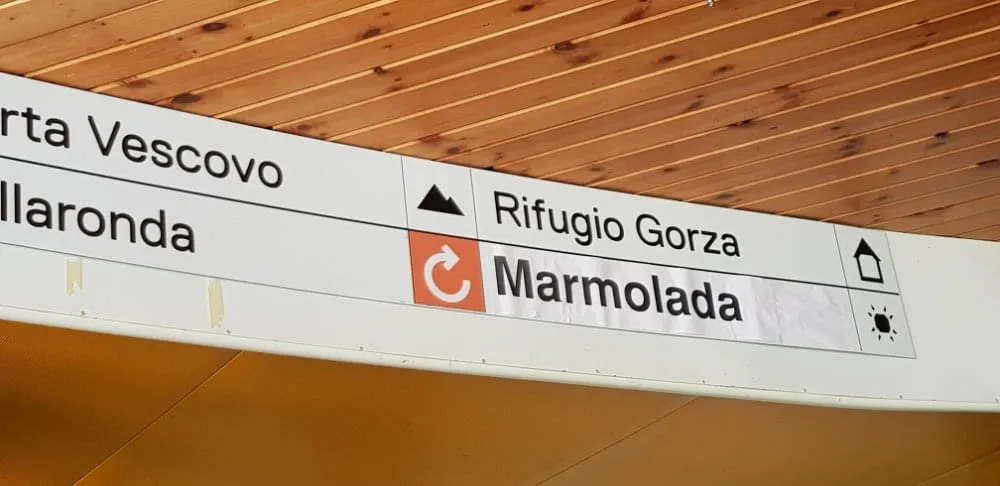 rta Vescovo
Rifugio Gorza
llaronda
Marmolada